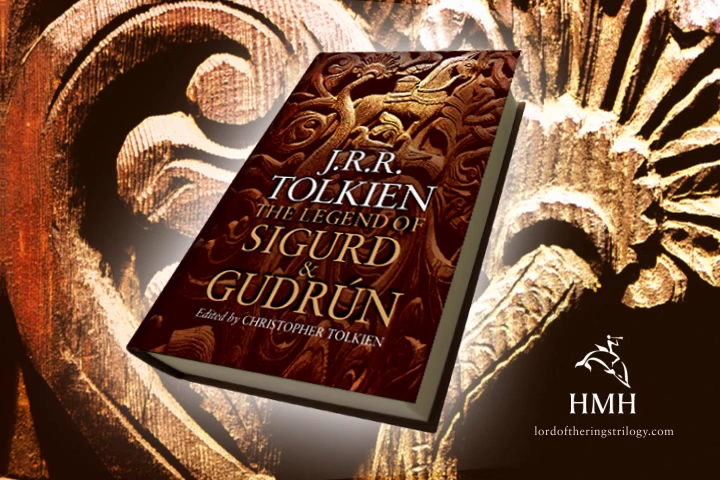 J.R.R.
TOLKIEN
THE LEGEND OF
SIGURD
&
GUDRÚN
Edited by CHRISTOPHER TOLKIEN
HMH
lordoftheringstrilogy.com